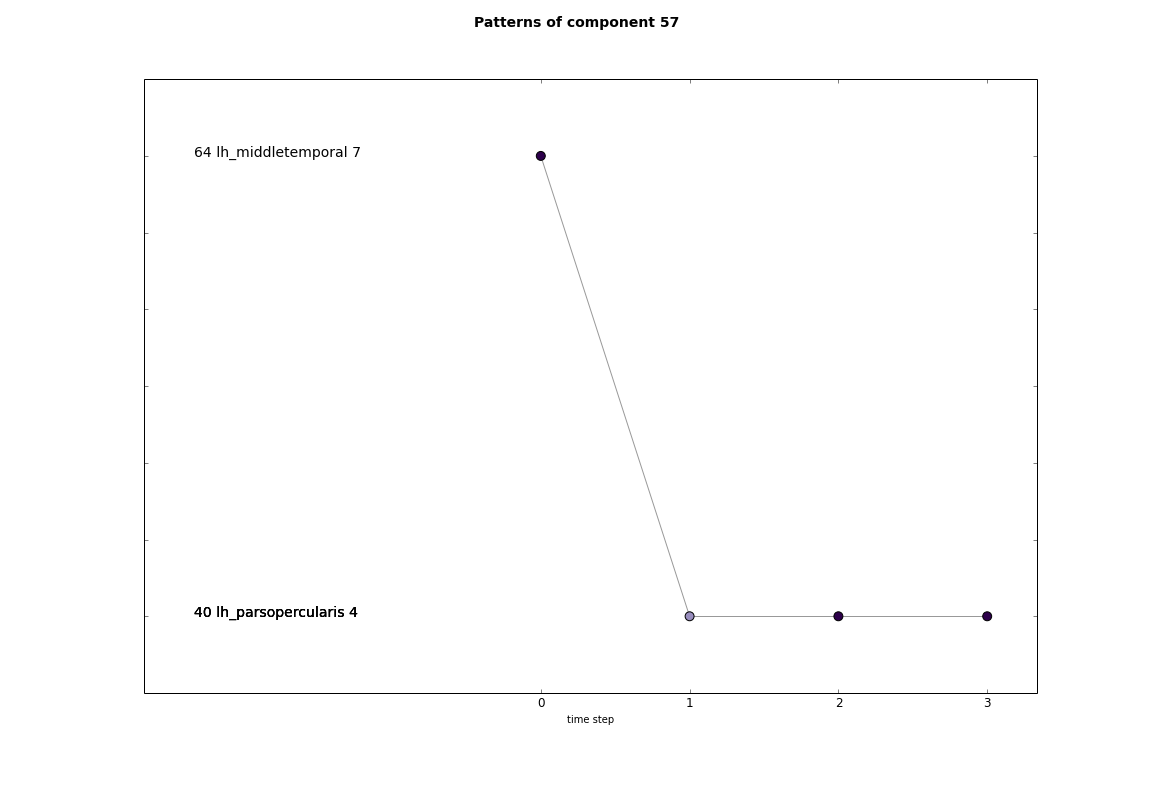 Patterns of component 57
64 lh_middletemporal 7
40 lh_parsopercularis 4
0 1 2 3
time step